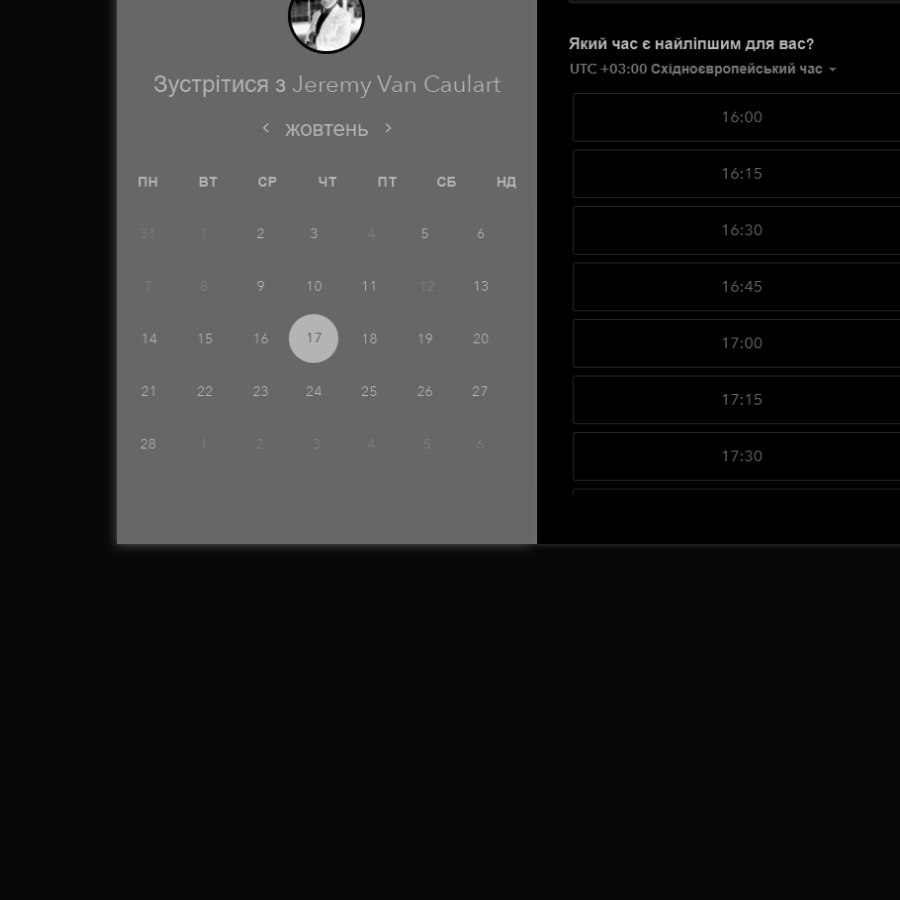 Зустрітися з Jeremy Van Caulart
жовтень
ПН ВТ СР ЧТ ПТ СБ НД
31 1 2 3 4 5 6
7 8 9 10 11 12 13
14 15 16 17 18 19 20
21 22 23 24 25 26 27
28 1 2 3 4 5 6
Який час є найліпшим для вас?
UTC +03:00 Східноєвропейський час
16:00
16:15
16:30
16:45
17:00
17:15
17:30